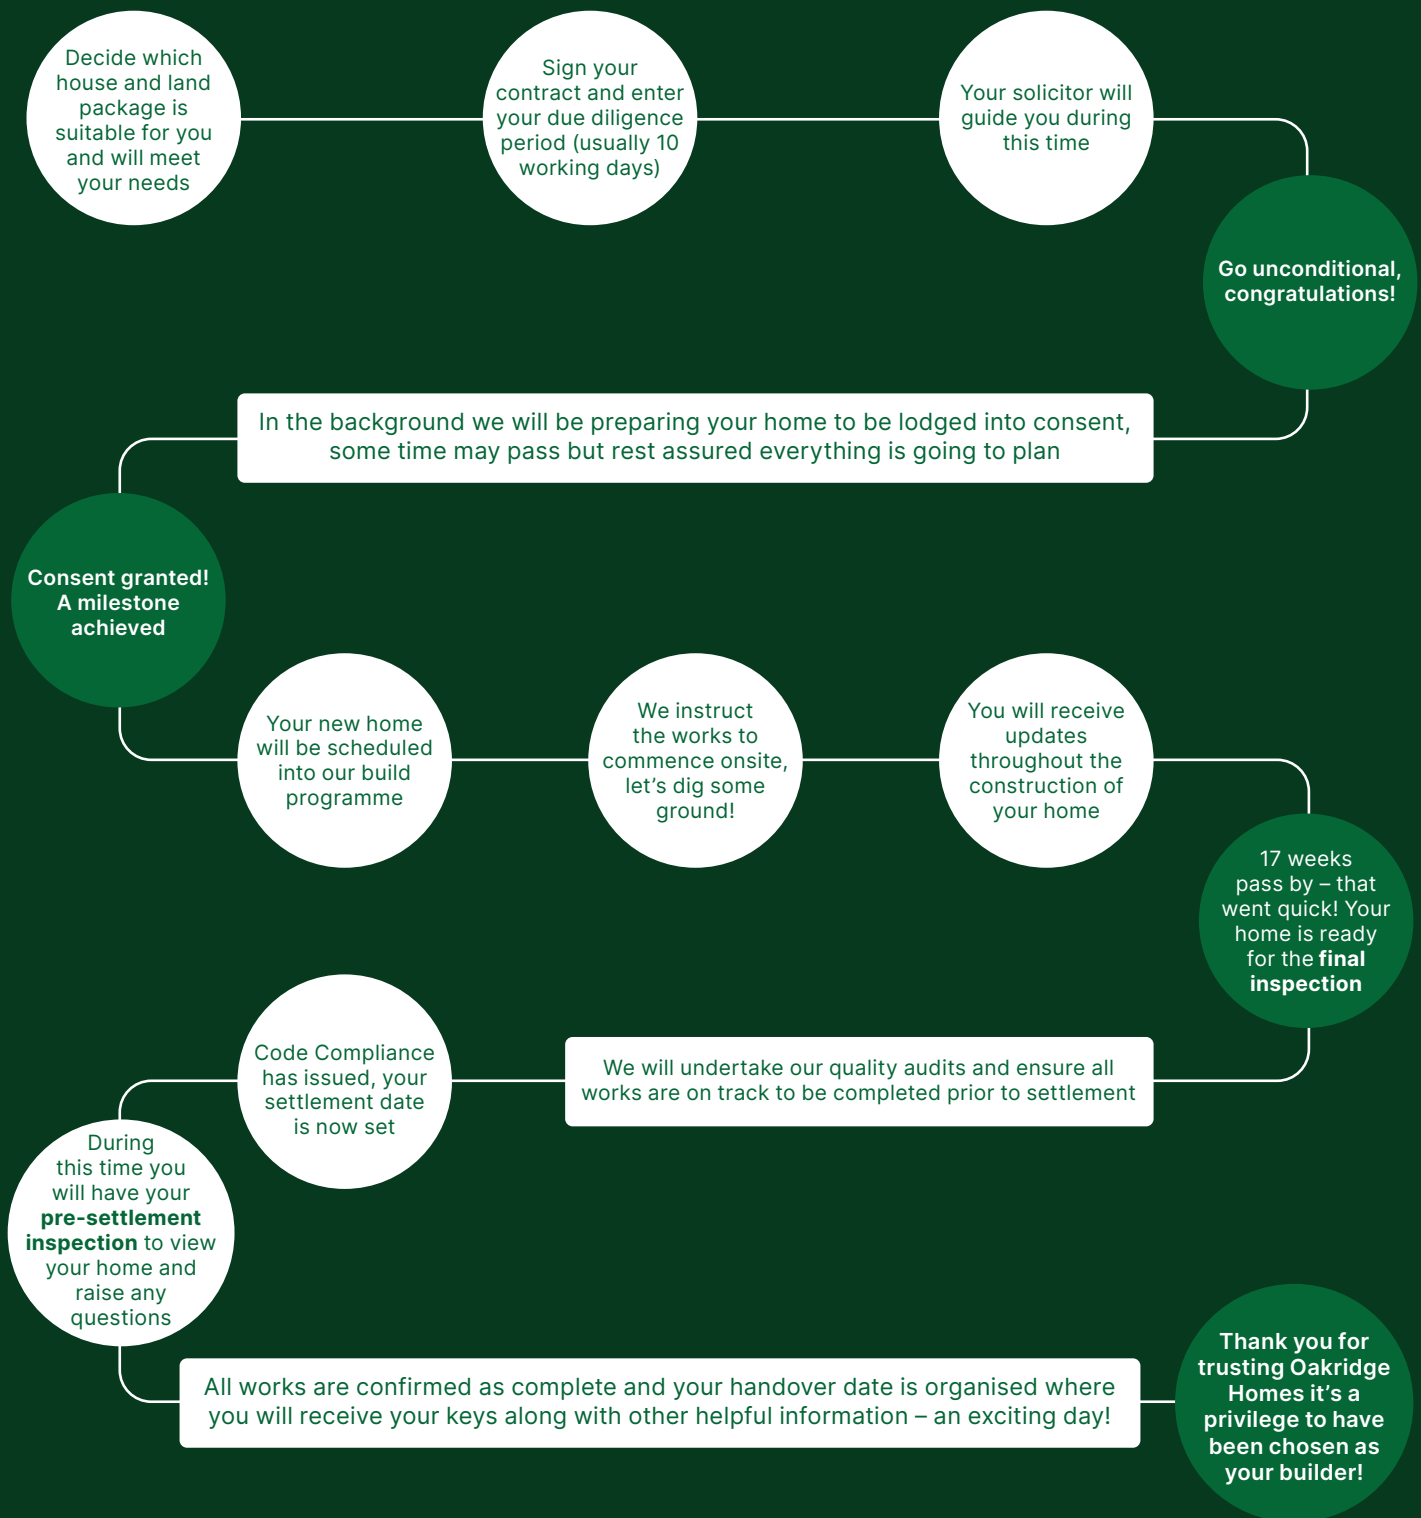 Decide which
house and land
package is
suitable for you
and will meet
your needs
Sign your
contract and enter
your due diligence
period (usually 10
working days)
Your solicitor will
guide you during
this time
Go unconditional,
congratulations!
In the background we will be preparing your home to be lodged into consent,
some time may pass but rest assured everything is going to plan
Consent granted!
A milestone
achieved
Your new home
will be scheduled
into our build
programme
We instruct
the works to
commence onsite,
let’s dig some
ground!
You will receive
updates
throughout the
construction of
your home
17 weeks
pass by – that
went quick! Your
home is ready
for the final
inspection
We will undertake our quality audits and ensure all
works are on track to be completed prior to settlement
Code Compliance
has issued, your
settlement date
is now set
During
this time you
will have your
pre-settlement
inspection to view
your home and
raise any
questions
All works are confirmed as complete and your handover date is organised where
you will receive your keys along with other helpful information – an exciting day!
Thank you for
trusting Oakridge
Homes it’s a
privilege to have
been chosen as
your builder!